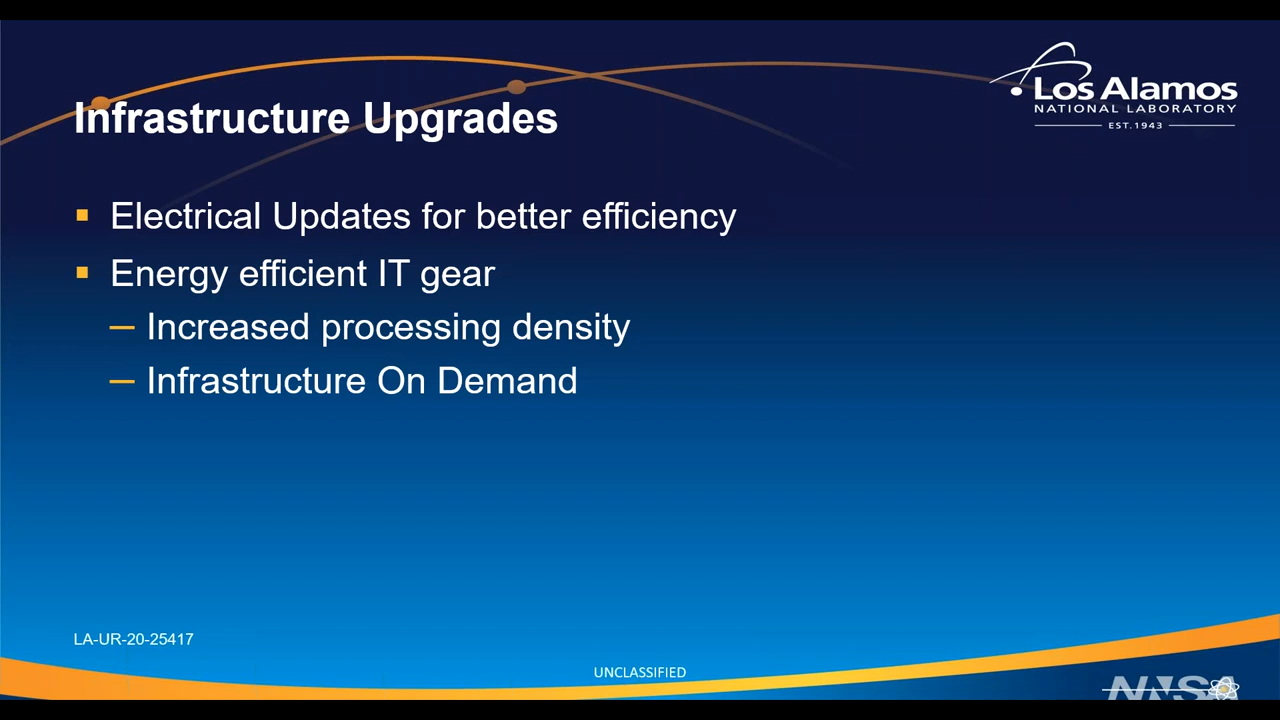 Infrastructure Upgrades
Los Alamos
NATIONAL LABORATORY
EST. 1943
Electrical Updates for better efficiency
Energy efficient IT gear
Increased processing density
Infrastructure On Demand
LA-UR-20-25417
UNCLASSIFIED
NNSA